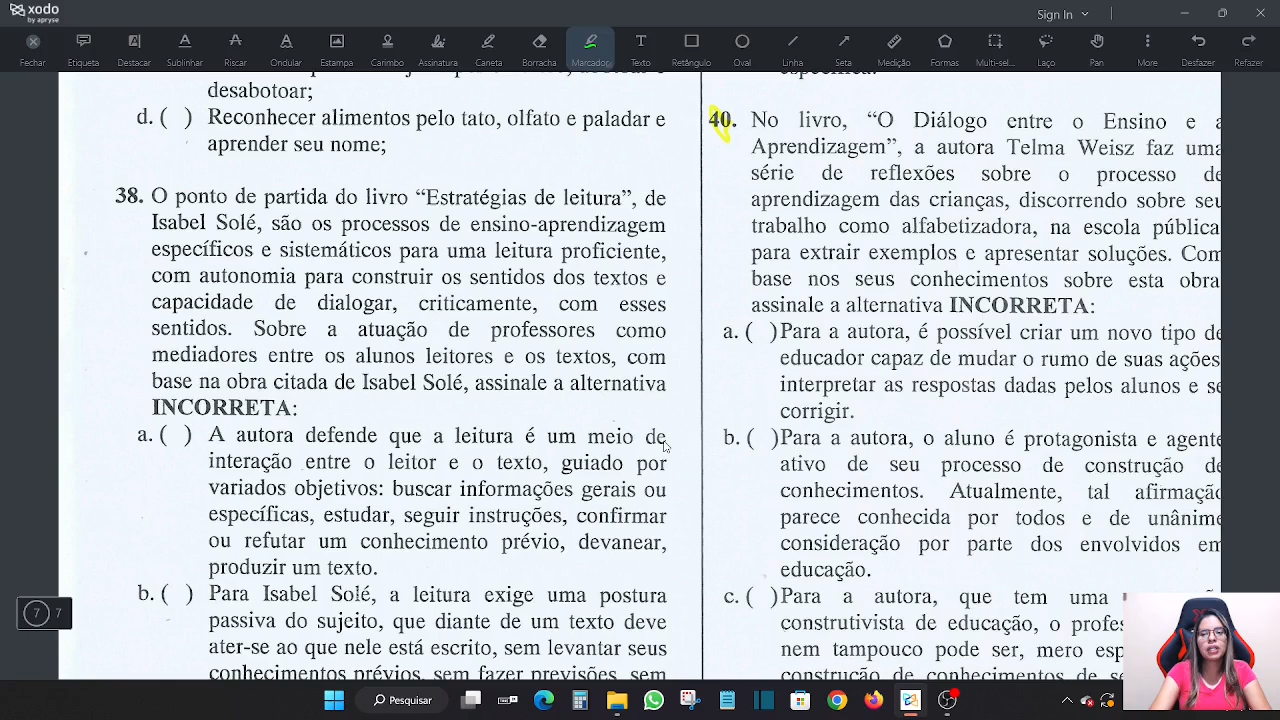 xodo
by apryse
Sign In
Fechar
Etiqueta
Destacar
Sublinhar
Riscar
Ondular
Estampa
Carimbo
Assinatura
Caneta
Borracha
Marcador
Texto
Retângulo
Oval
Linha
Seta
Medição
Formas
Multi-sel...
Laço
Pan
More
Desfazer
Refazer
desabotoar;
d. ( ) Reconhecer alimentos pelo tato, olfato e paladar e
aprender seu nome;
38. O ponto de partida do livro “Estratégias de leitura”, de
Isabel Solé, são os processos de ensino-aprendizagem
específicos e sistemáticos para uma leitura proficiente,
com autonomia para construir os sentidos dos textos e
capacidade de dialogar, criticamente, com esses
sentidos. Sobre a atuação de professores como
mediadores entre os alunos leitores e os textos, com
base na obra citada de Isabel Solé, assinale a alternativa
INCORRETA:
a. ( ) A autora defende que a leitura é um meio de
interação entre o leitor e o texto, guiado por
variados objetivos: buscar informações gerais ou
específicas, estudar, seguir instruções, confirmar
ou refutar um conhecimento prévio, devanear,
produzir um texto.
b. ( ) Para Isabel Solé, a leitura exige uma postura
passiva do sujeito, que diante de um texto deve
ater-se ao que nele está escrito, sem levantar seus
conhecimentos prévios, sem fazer previsões, sem
40. No livro, “O Diálogo entre o Ensino e a
Aprendizagem”, a autora Telma Weisz faz uma
série de reflexões sobre o processo de
aprendizagem das crianças, discorrendo sobre seu
trabalho como alfabetizadora, na escola pública
para extrair exemplos e apresentar soluções. Com
base nos seus conhecimentos sobre esta obra
assinale a alternativa INCORRETA:
a. ( )Para a autora, é possível criar um novo tipo de
educador capaz de mudar o rumo de suas ações
interpretar as respostas dadas pelos alunos e se
corrigir.
b. ( )Para a autora, o aluno é protagonista e agente
ativo de seu processo de construção de
conhecimentos. Atualmente, tal afirmação
parece conhecida por todos e de unânime
consideração por parte dos envolvidos em
educação.
c. ( )Para a autora, que tem uma
construtivista de educação, o
nem tampouco pode ser, mero
construção de conhecimentos de
7 7
Pesquisar